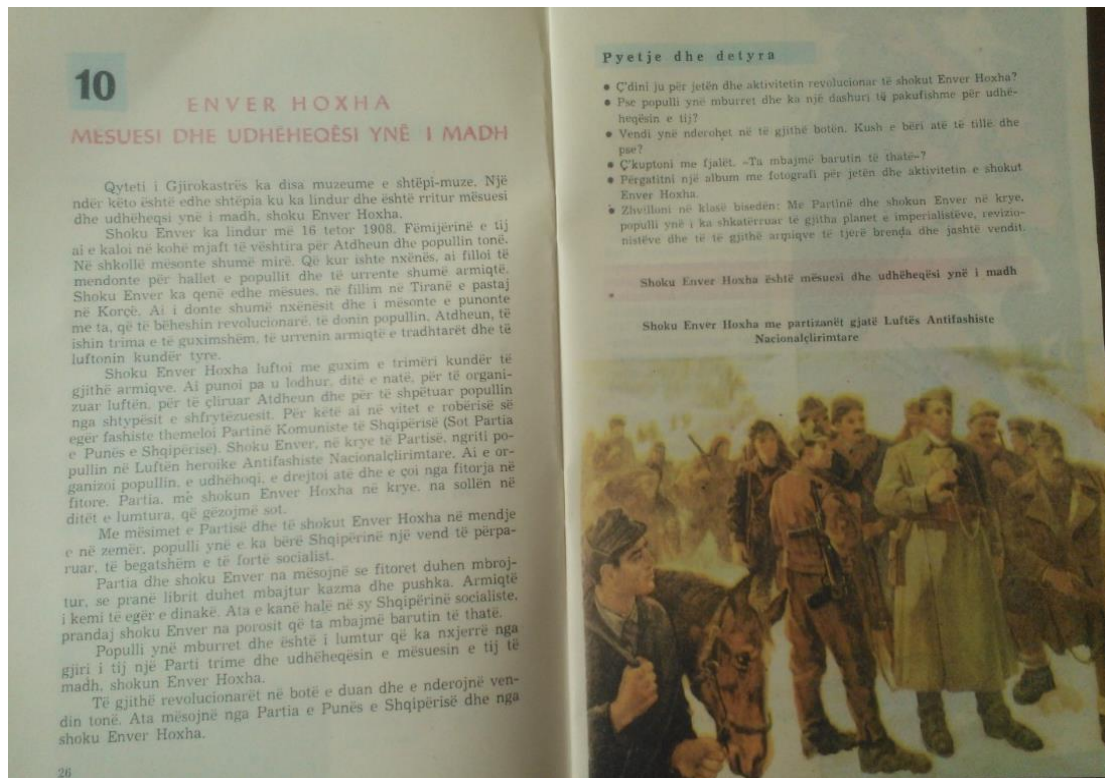 10
ENVER HOXHA
MËSUESI DHE UDHËHEQËSI YNË I MADH
Qyteti i Gjirokastrës ka disa muzeume e shtëpi-muze. Një
ndër këto është edhe shtëpia ku ka lindur dhe është rritur mësuesi
dhe udhëheqsi ynë i madh, shoku Enver Hoxha.
Shoku Enver ka lindur më 16 tetor 1908. Fëmijërinë e tij
ai e kaloi në kohë mjaft të vështira për Atdheun dhe popullin tonë.
Në shkollë mësonte shumë mirë. Që kur ishte nxënës, ai filloi të
mendonte për hallet e popullit dhe të urrente shumë armiqtë.
Shoku Enver ka qenë edhe mësues, në fillim në Tiranë e pastaj
në Korçë. Ai i donte shumë nxënësit dhe i mësonte e punonte
me ta, që të bëheshin revolucionarë, të donin popullin, Atdheun, të
ishin trima e të guximshëm, të urrenin armiqtë e tradhtarët dhe të
luftonin kundër tyre.
Shoku Enver Hoxha luftoi me guxim e trimëri kundër të
gjithë armiqve. Ai punoi pa u lodhur, ditë e natë, për të organi-
zuar luftën, për të çliruar Atdheun dhe për të shpëtuar popullin
nga shtypësit e shfrytëzuesit. Për këtë ai në vitet e robërisë së
egër fashiste themeloi Partinë Komuniste të Shqipërisë (Sot Partia
e Punës e Shqipërisë). Shoku Enver, në krye të Partisë, ngriti po-
pullin në Luftën heroike Antifashiste Nacionalçlirimtare. Ai e or-
ganizoi popullin, e udhëhoqi, e drejtoi atë dhe e çoi nga fitorja në
fitore. Partia, me shokun Enver Hoxha në krye, na sollën në
ditët e lumtura, që gëzojmë sot.
Me mësimet e Partisë dhe të shokut Enver Hoxha në mendje
e në zemër, populli ynë e ka bërë Shqipërinë një vend të përpa-
ruar, të begatshëm e të fortë socialist.
Partia dhe shoku Enver na mësojnë se fitoret duhen mbroj-
tur, se pranë librit duhet mbajtur kazma dhe pushka. Armiqtë
i kemi të egër e dinakë. Ata e kanë halë në sy Shqipërinë socialiste,
prandaj shoku Enver na porosit që ta mbajmë barutin të thatë.
Populli ynë mburret dhe është i lumtur që ka nxjerrë nga
gjiri i tij një Parti trime dhe udhëheqësin e mësuesin e tij të
madh, shokun Enver Hoxha.
Të gjithë revolucionarët në botë e duan dhe e nderojnë ven-
din tonë. Ata mësojnë nga Partia e Punës e Shqipërisë dhe nga
shoku Enver Hoxha.
26
Pyetje dhe detyra
● Ç'dini ju për jetën dhe aktivitetin revolucionar të shokut Enver Hoxha?
● Pse populli ynë mburret dhe ka një dashuri të pakufishme për udhë-
heqësin e tij?
● Vendi ynë nderohet në të gjithë botën. Kush e bëri atë të tillë dhe
pse?
● Ç'kuptoni me fjalët, «Ta mbajmë barutin të thatë»?
● Përgatitni një album me fotografi për jetën dhe aktivitetin e shokut
Enver Hoxha.
● Zhvilloni në klasë bisedën: Me Partinë dhe shokun Enver në krye,
populli ynë i ka shkatërruar të gjitha planet e imperialistëve, revizio-
nistëve dhe të të gjithë armiqve të tjerë brenda dhe jashtë vendit.
Shoku Enver Hoxha është mësuesi dhe udhëheqësi ynë i madh
Shoku Enver Hoxha me partizanët gjatë Luftës Antifashiste
Nacionalçlirimtare